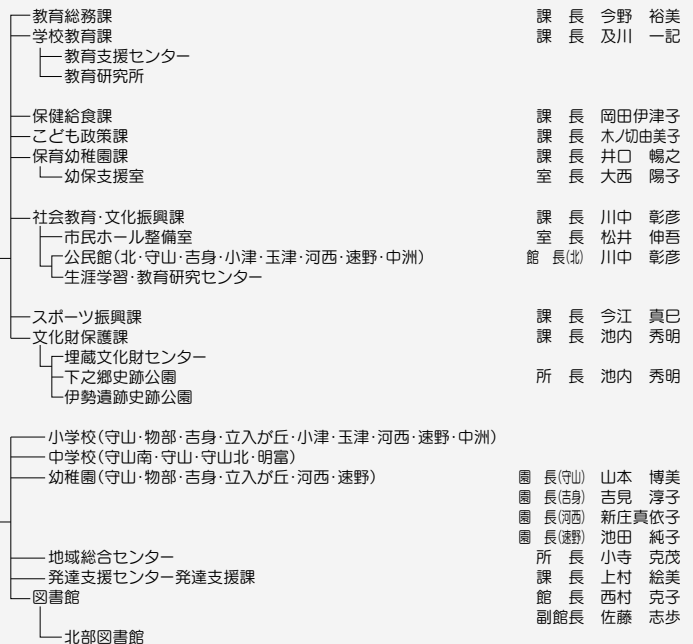 教育総務課 課 長 今野 裕美
学校教育課 課 長 及川 一記
教育支援センター
教育研究所
保健給食課 課 長 岡田伊津子
こども政策課 課 長 木ノ切由美子
保育幼稚園課 課 長 井口 暢之
幼保支援室 室 長 大西 陽子
社会教育・文化振興課 課 長 川中 彰彦
市民ホール整備室 室 長 松井 伸吾
公民館(北・守山・吉身・小津・玉津・河西・速野・中洲) 館 長(北) 川中 彰彦
生涯学習・教育研究センター
スポーツ振興課 課 長 今江 真巳
文化財保護課 課 長 池内 秀明
埋蔵文化財センター
下之郷史跡公園 所 長 池内 秀明
伊勢遺跡史跡公園
小学校(守山・物部・吉身・立入が丘・小津・玉津・河西・速野・中洲)
中学校(守山南・守山・守山北・明富)
幼稚園(守山・物部・吉身・立入が丘・河西・速野) 園 長(守山) 山本 博美
園 長(吉身) 吉見 淳子
園 長(河西) 新庄真依子
園 長(速野) 池田 純子
地域総合センター 所 長 小寺 克茂
発達支援センター発達支援課 課 長 上村 絵美
図書館 館 長 西村 克子
副館長 佐藤 志歩
北部図書館